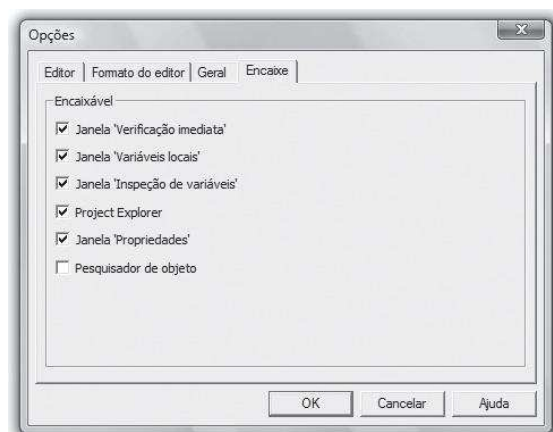 Opções
Editor Formato do editor Geral Encaixe
Encaixável
Janela 'Verificação imediata'
Janela 'Variáveis locais'
Janela 'Inspeção de variáveis'
Project Explorer
Janela 'Propriedades'
Pesquisador de objeto
OK Cancelar Ajuda